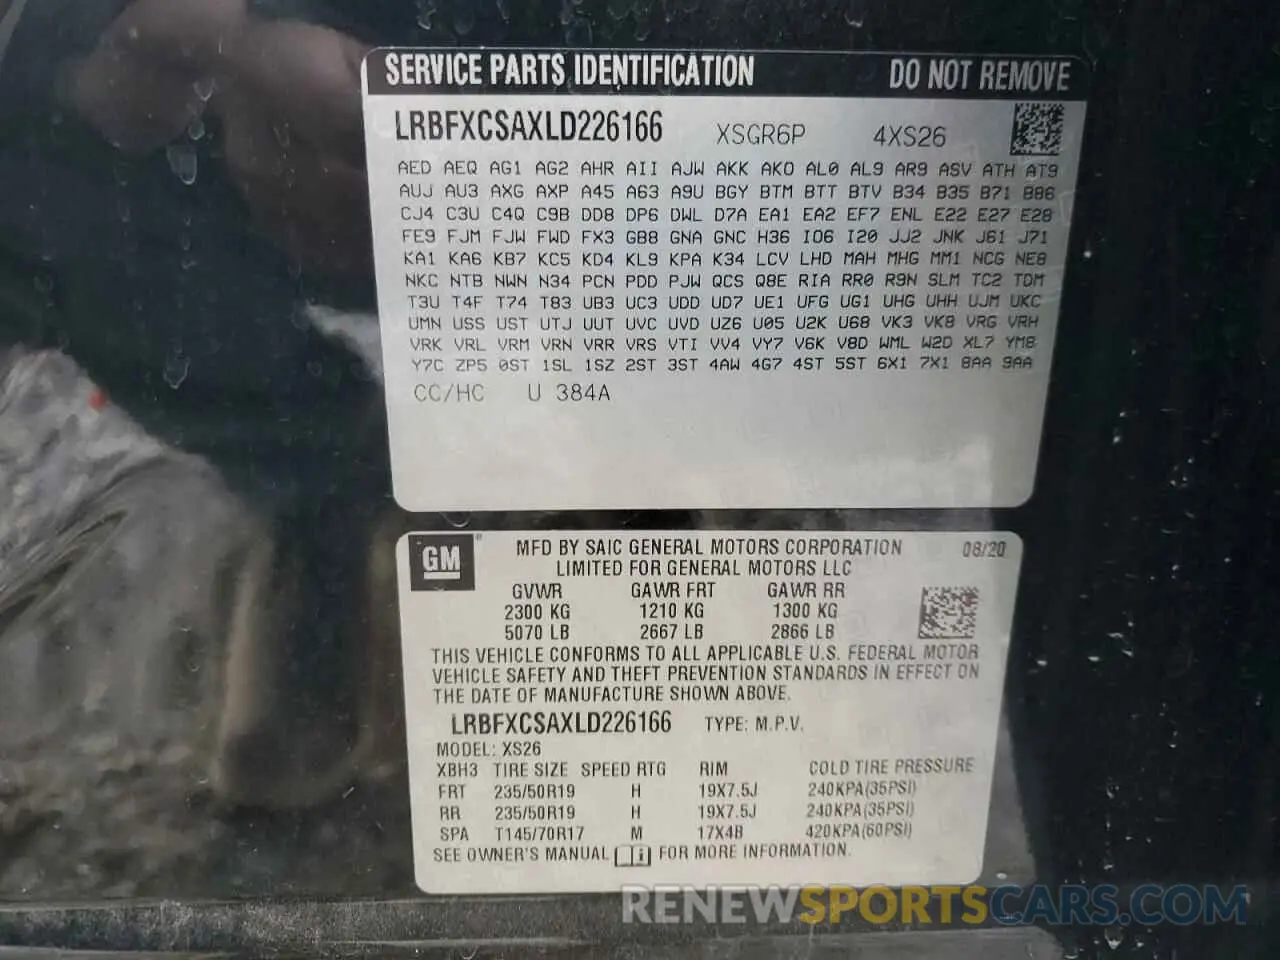 SERVICE PARTS IDENTIFICATION DO NOT REMOVE
LRBFXCSAXLD226166 XSGR6P 4XS26
AED AEQ AG1 AG2 AHR AII AJW AKK AKO AL0 AL9 AR9 ASV ATH AT9
AUJ AU3 AXG AXP A45 A63 A9U BGY BTM BTT BTV B34 B35 B71 B86
CJ4 C3U C4Q C9B DD8 DP6 DWL D7A EA1 EA2 EF7 ENL E22 E27 E28
FE9 FJM FJW FWD FX3 GB8 GNA GNC H36 IO6 I20 JJ2 JNK J61 J71
KA1 KA6 KB7 KC5 KD4 KL9 KPA K34 LCV LHD MAH MHG MM1 NCG NE8
NKC NTB NWN N34 PCN PDD PJW QCS Q8E RIA RR0 R9N SLM TC2 TDM
T3U T4F T74 T83 UB3 UC3 UDD UD7 UE1 UFG UG1 UHG UHH UJM UKC
UMN USS UST UTJ UUT UVC UVD UZ6 U05 U2K U68 VK3 VK8 VRG VRH
VRK VRL VRM VRN VRR VRS VTI VV4 VY7 V6K V8D WML W2D XL7 YM8
Y7C ZP5 0ST 1SL 1SZ 2ST 3ST 4AW 4G7 4ST 5ST 6X1 7X1 8AA 9AA
CC/HC U 384A
GM® MFD BY SAIC GENERAL MOTORS CORPORATION 08/20
LIMITED FOR GENERAL MOTORS LLC
GVWR GAWR FRT GAWR RR
2300 KG 1210 KG 1300 KG
5070 LB 2667 LB 2866 LB
THIS VEHICLE CONFORMS TO ALL APPLICABLE U.S. FEDERAL MOTOR
VEHICLE SAFETY AND THEFT PREVENTION STANDARDS IN EFFECT ON
THE DATE OF MANUFACTURE SHOWN ABOVE.
LRBFXCSAXLD226166 TYPE: M.P.V.
MODEL: XS26
XBH3 TIRE SIZE SPEED RTG RIM COLD TIRE PRESSURE
FRT 235/50R19 H 19X7.5J 240KPA(35PSI)
RR 235/50R19 H 19X7.5J 240KPA(35PSI)
SPA T145/70R17 M 17X4B 420KPA(60PSI)
SEE OWNER'S MANUAL FOR MORE INFORMATION.
RENEWSPORTSCARS.COM